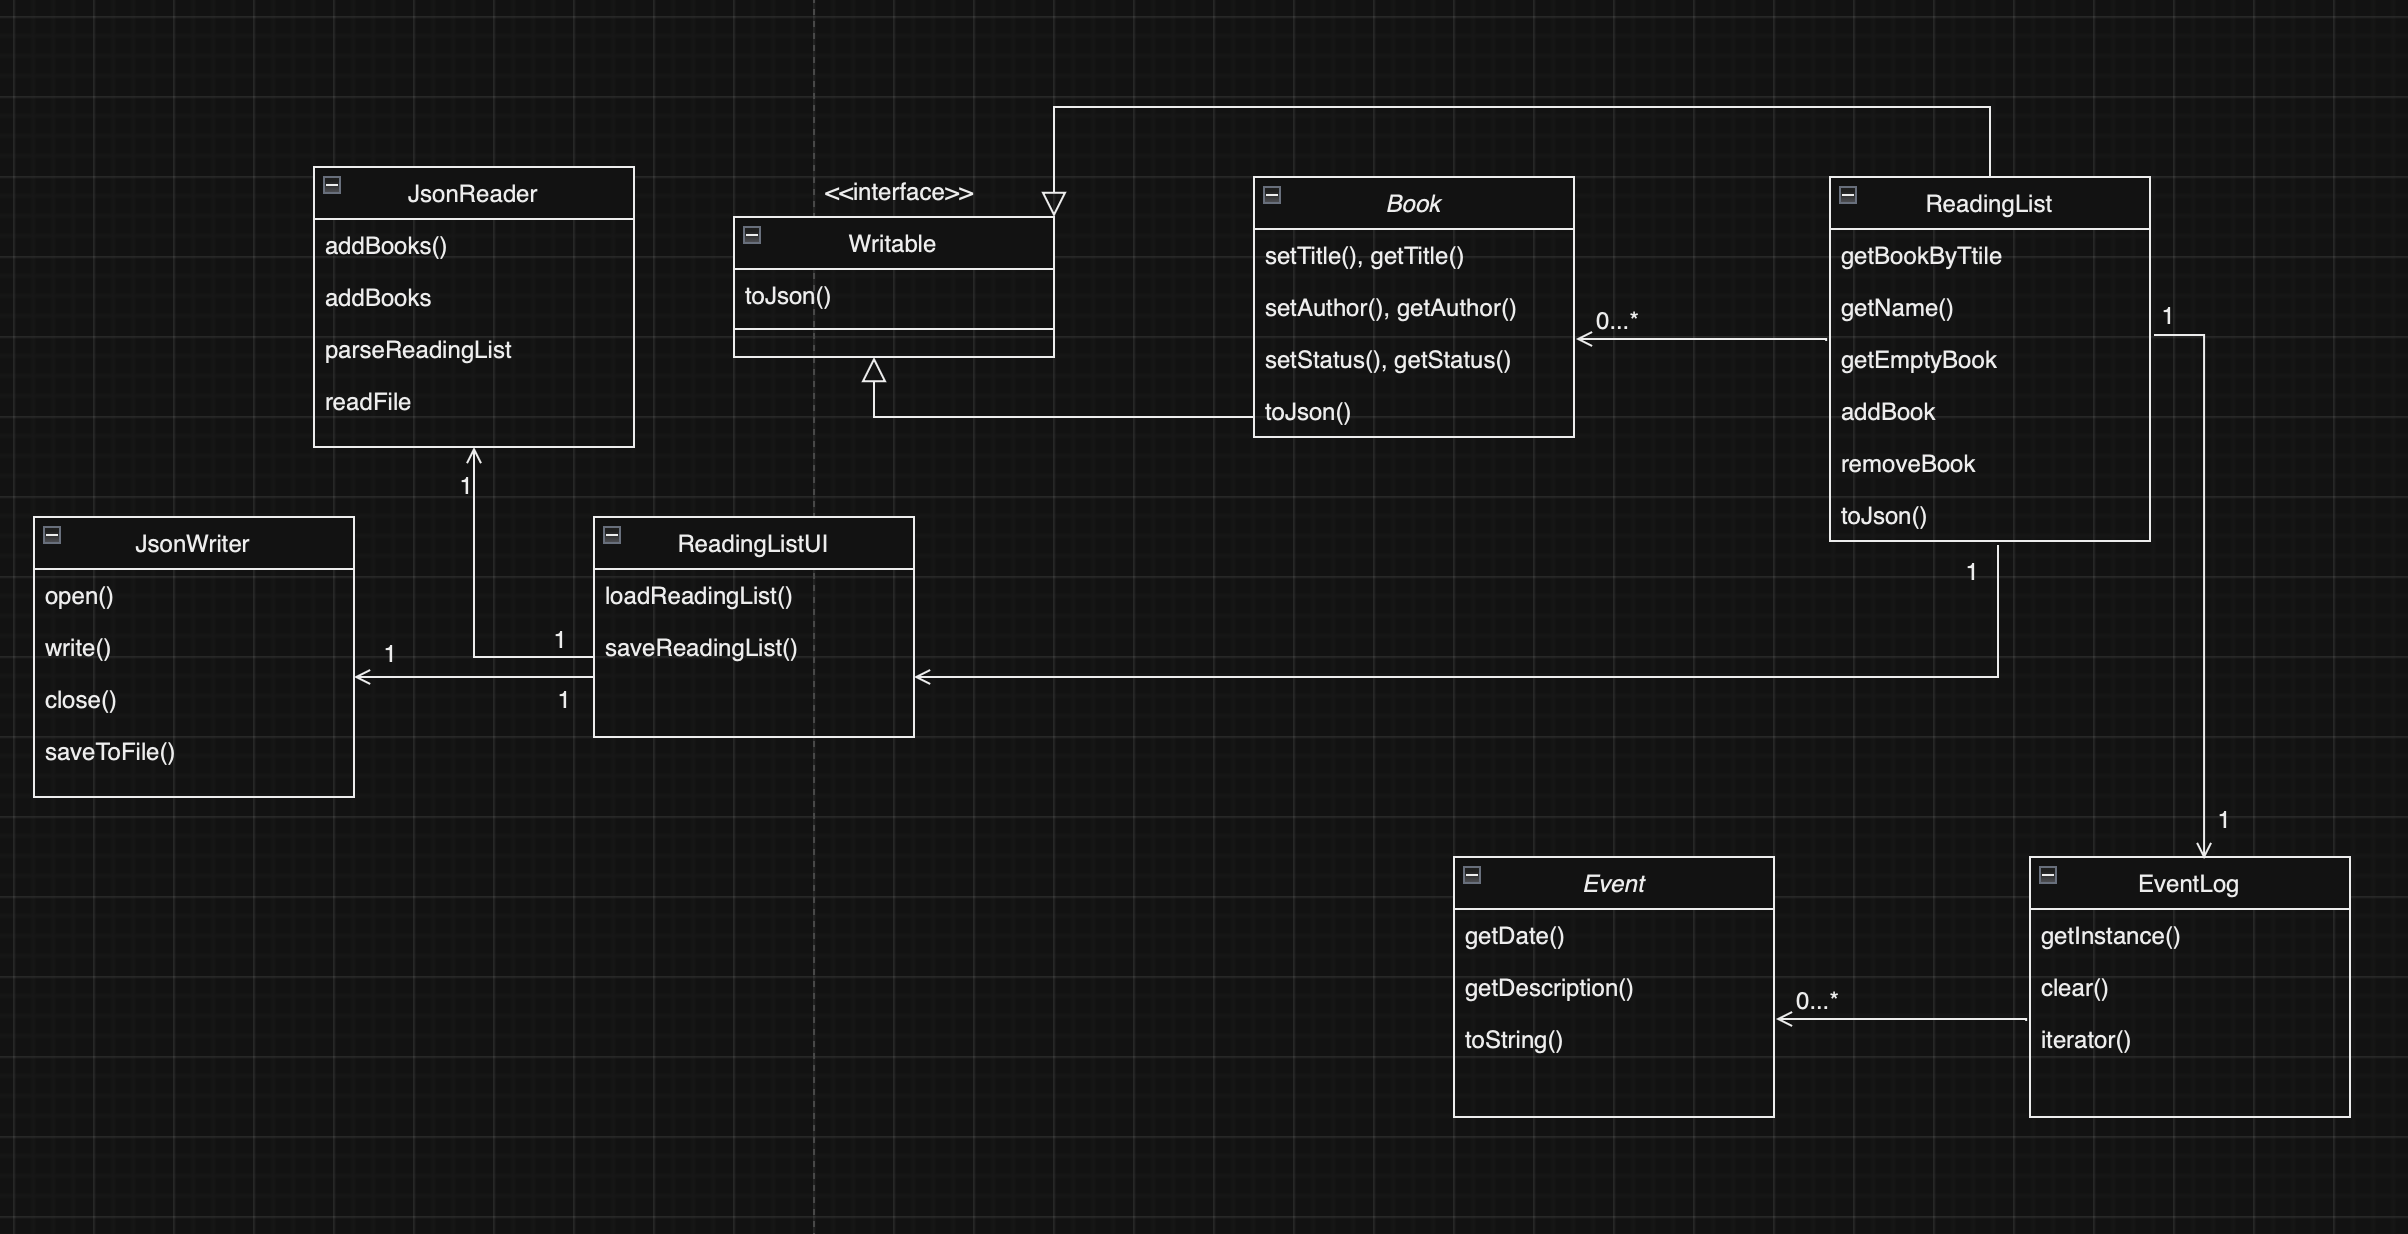 JsonReader
addBooks()
addBooks
parseReadingList
readFile
<<interface>>
Writable
toJson()
Book
setTitle(), getTitle()
setAuthor(), getAuthor()
setStatus(), getStatus()
toJson()
0...*
ReadingList
getBookByTtile
getName()
getEmptyBook
addBook
removeBook
toJson()
1
1
1
JsonWriter
open()
write()
close()
saveToFile()
1
1
1
ReadingListUI
loadReadingList()
saveReadingList()
1
Event
getDate()
getDescription()
toString()
0...*
EventLog
getInstance()
clear()
iterator()